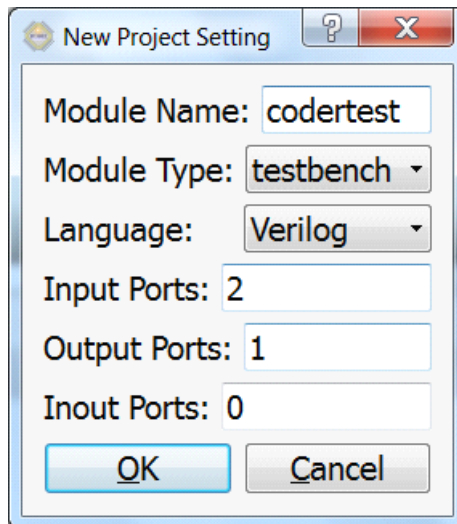 New Project Setting
Module Name: codertest
Module Type: testbench
Language: Verilog
Input Ports: 2
Output Ports: 1
Inout Ports: 0
OK Cancel